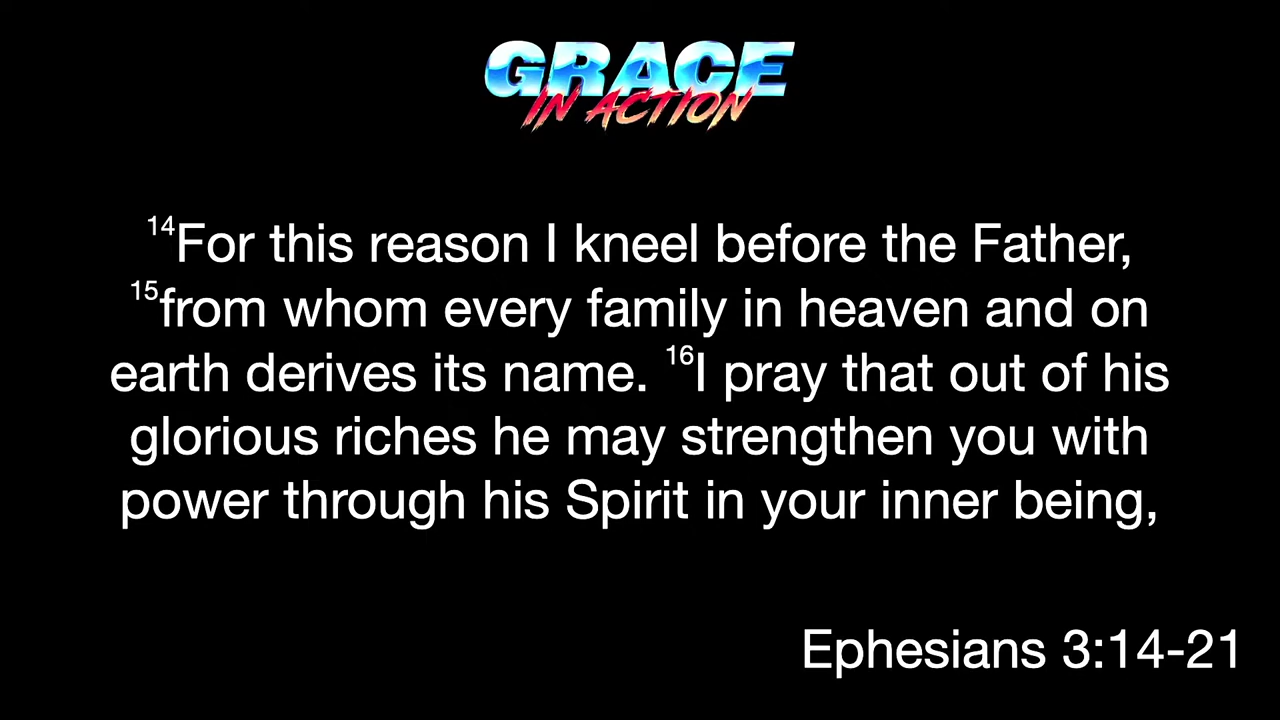 GRACE
IN ACTION
14For this reason I kneel before the Father,
15from whom every family in heaven and on
earth derives its name. 16I pray that out of his
glorious riches he may strengthen you with
power through his Spirit in your inner being,
Ephesians 3:14-21